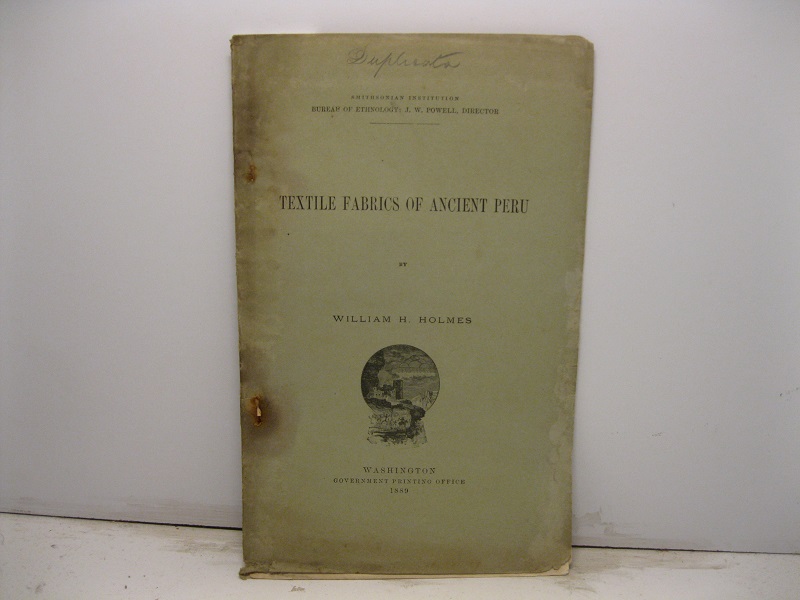 Duplicata
SMITHSONIAN INSTITUTION
BUREAU OF ETHNOLOGY: J. W. POWELL, DIRECTOR
TEXTILE FABRICS OF ANCIENT PERU
BY
WILLIAM H. HOLMES
WASHINGTON
GOVERNMENT PRINTING OFFICE
1889